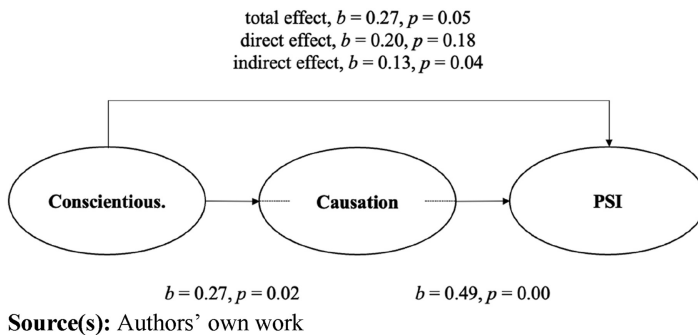 total effect, b = 0.27, p = 0.05
direct effect, b = 0.20, p = 0.18
indirect effect, b = 0.13, p = 0.04
Conscientious. Causation PSI
b = 0.27, p = 0.02 b = 0.49, p = 0.00
Source(s): Authors’ own work